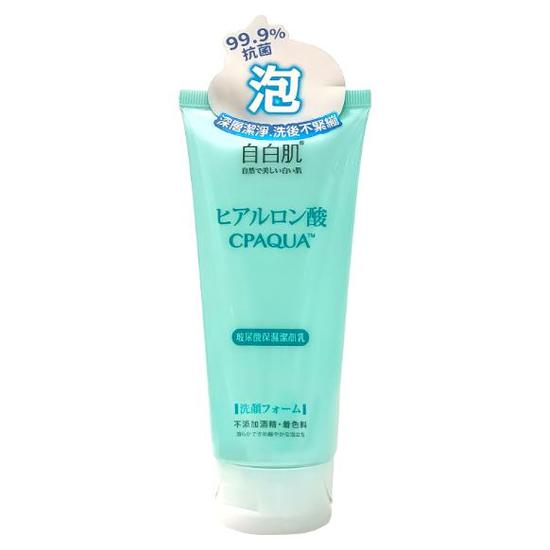 99.9%
抗菌
泡
深層潔淨.洗後不緊繃
自白肌®
自然で美しい白い肌
ヒアルロン酸
CPAQUA™
玻尿酸保濕潔顏乳
洗顔フォーム
不添加酒精・着色料